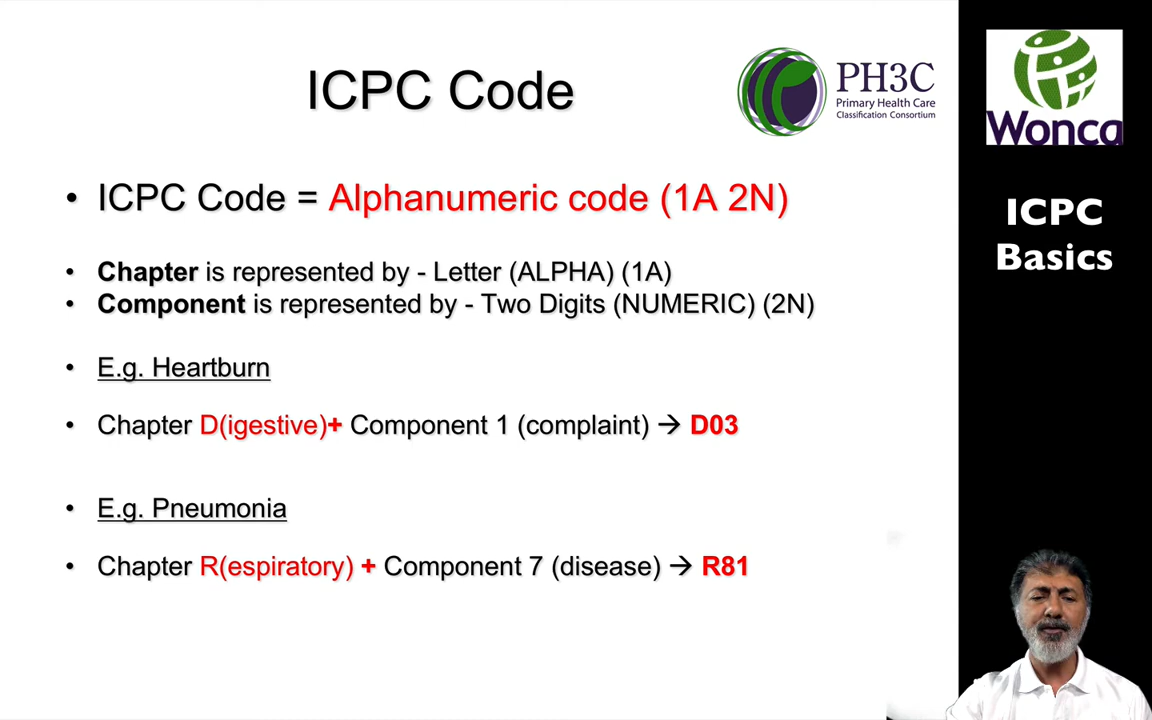 ICPC Code
PH3C
Primary Health Care
Classification Consortium
Wonca
ICPC
Basics
• ICPC Code = Alphanumeric code (1A 2N)
• Chapter is represented by - Letter (ALPHA) (1A)
• Component is represented by - Two Digits (NUMERIC) (2N)
• E.g. Heartburn
• Chapter D(igestive)+ Component 1 (complaint) → D03
• E.g. Pneumonia
• Chapter R(espiratory) + Component 7 (disease) → R81